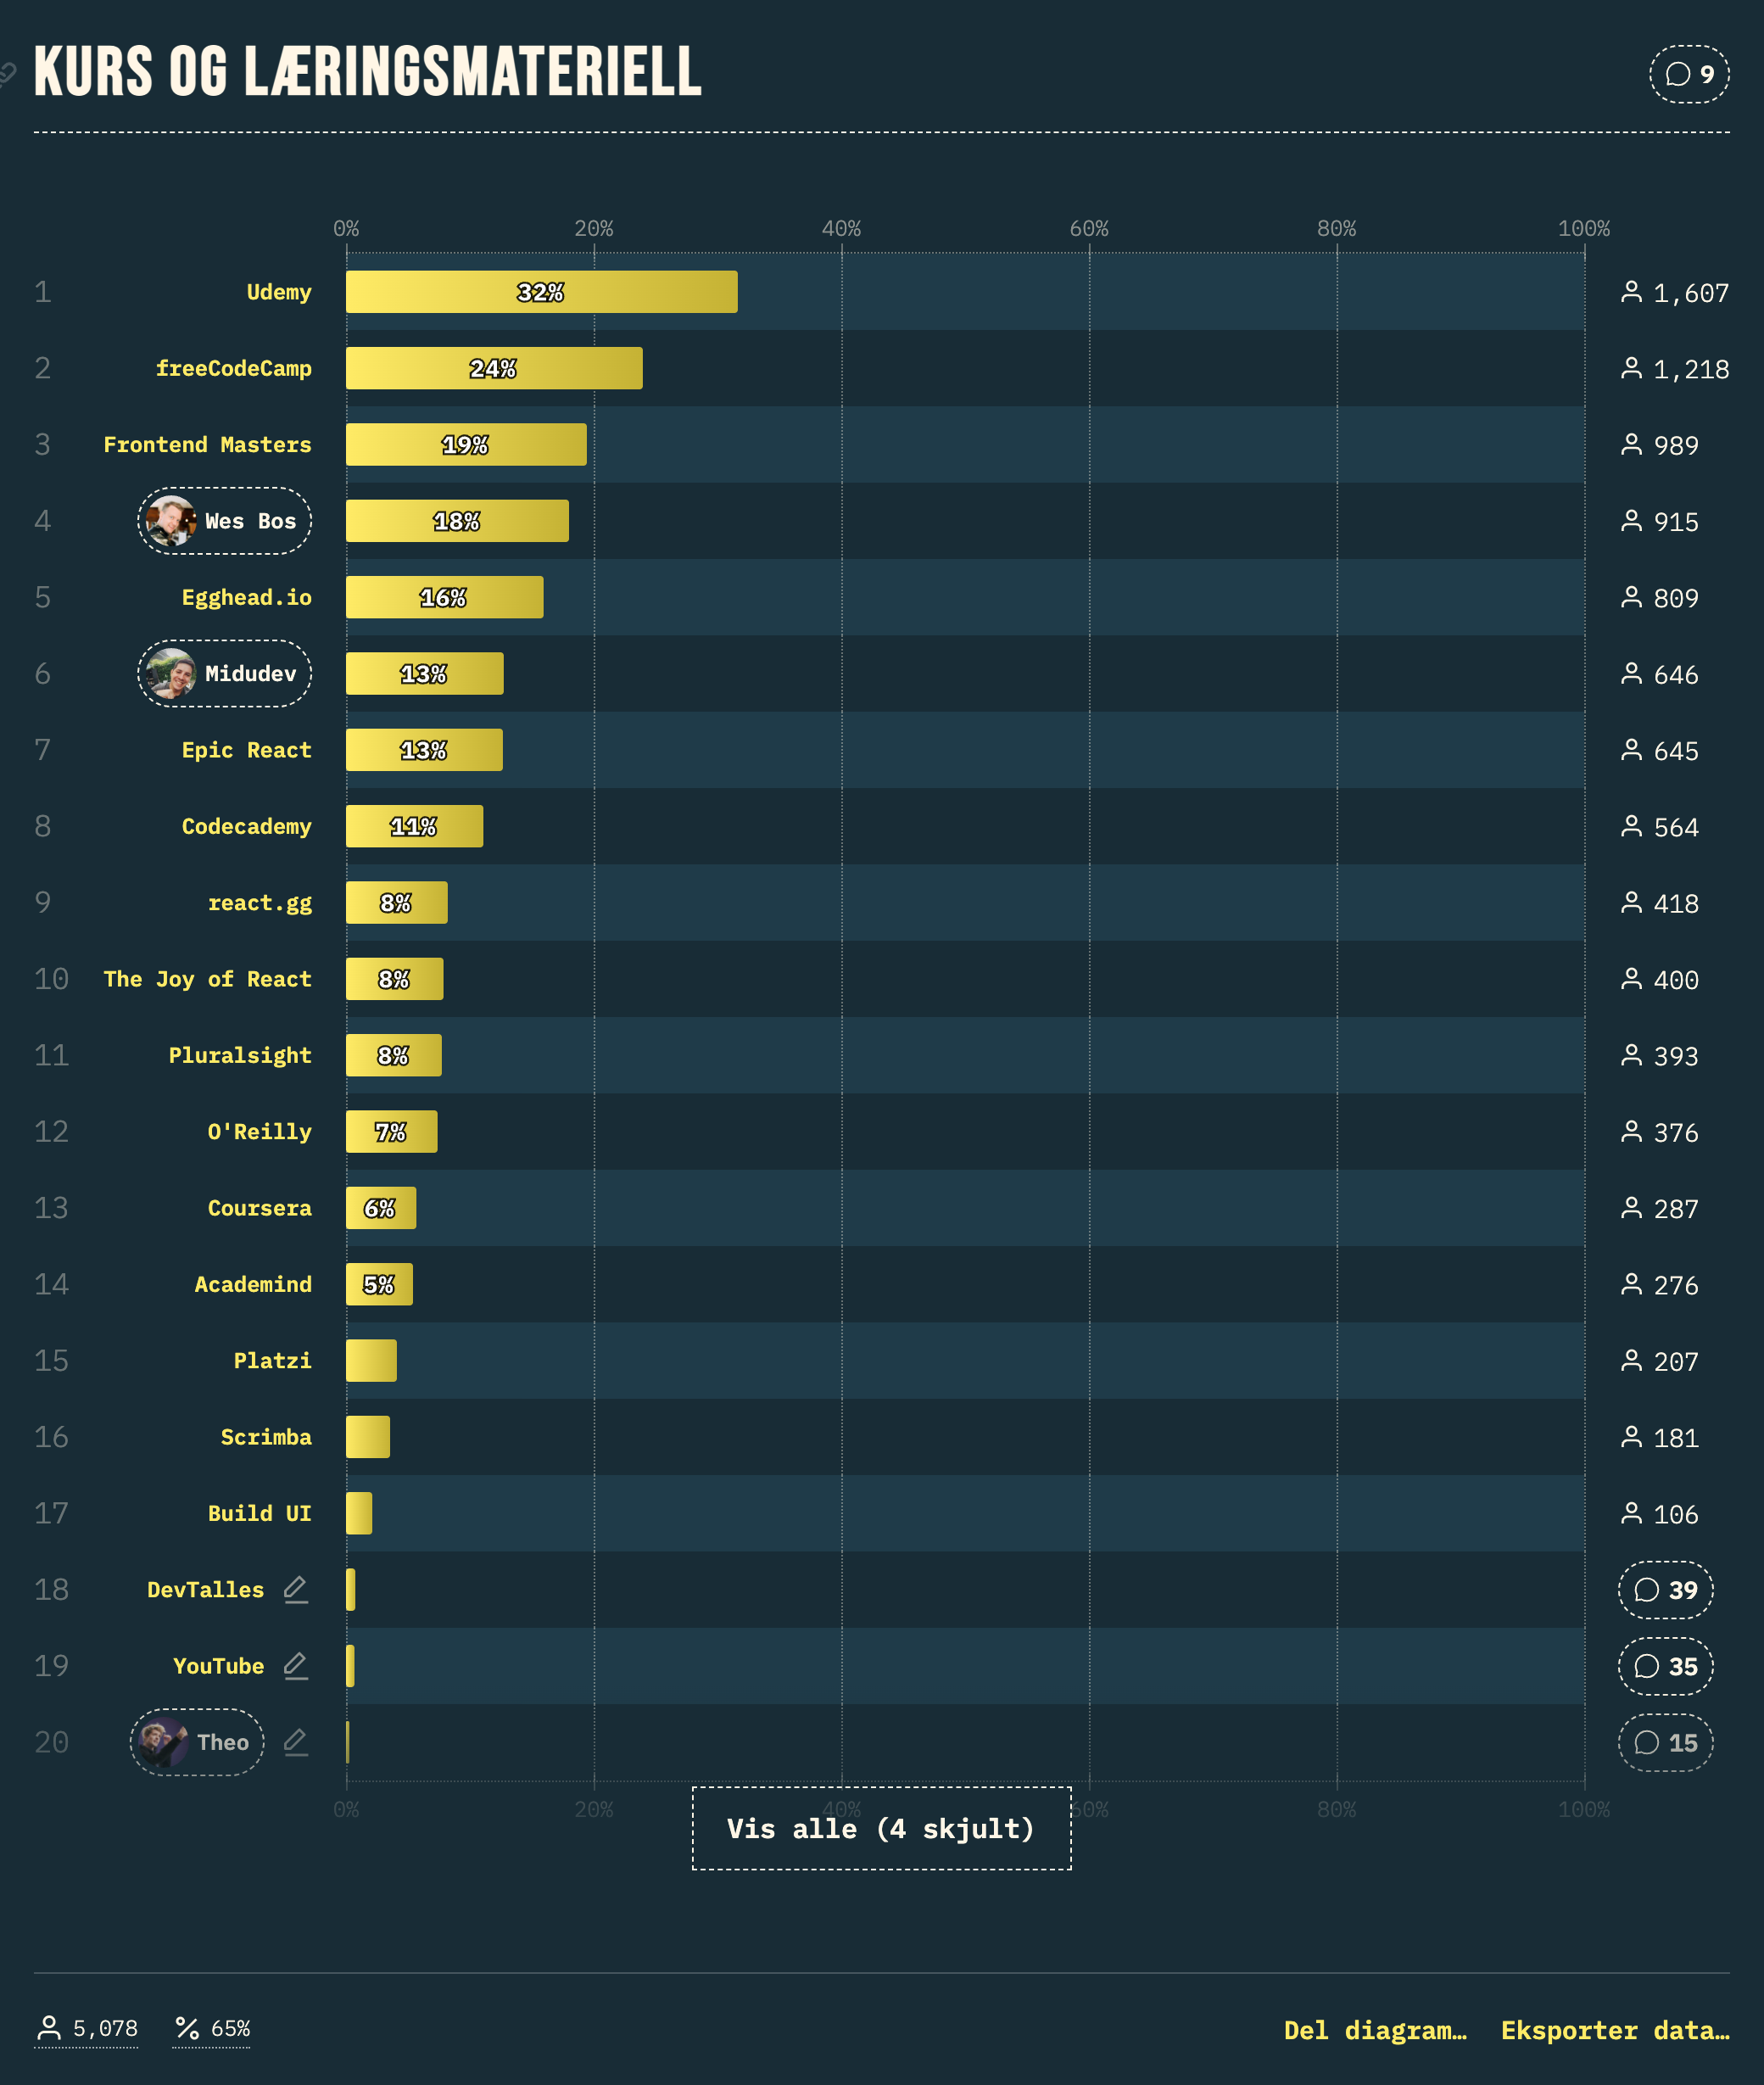 KURS OG LÆRINGSMATERIELL
9
0% 20% 40% 60% 80% 100%
1 Udemy 32% 1,607
2 freeCodeCamp 24% 1,218
3 Frontend Masters 19% 989
4 Wes Bos 18% 915
5 Egghead.io 16% 809
6 Midudev 13% 646
7 Epic React 13% 645
8 Codecademy 11% 564
9 react.gg 8% 418
10 The Joy of React 8% 400
11 Pluralsight 8% 393
12 O'Reilly 7% 376
13 Coursera 6% 287
14 Academind 5% 276
15 Platzi 207
16 Scrimba 181
17 Build UI 106
18 DevTalles 39
19 YouTube 35
20 Theo 15
0% 20% 40% 60% 80% 100%
Vis alle (4 skjult)
5,078 65% Del diagram… Eksporter data…